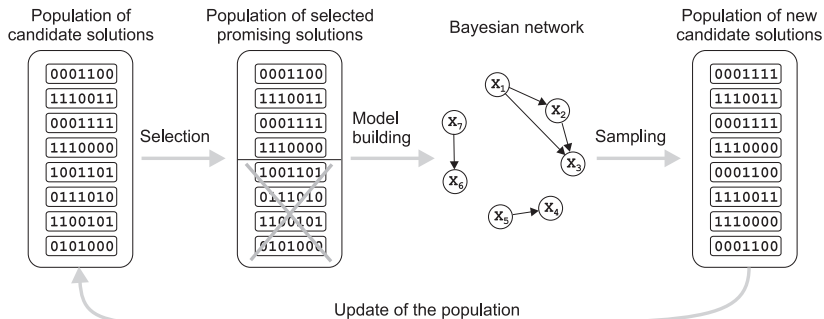 Population of
candidate solutions
0001100
1110011
0001111
1110000
1001101
0111010
1100101
0101000
Selection
Population of selected
promising solutions
0001100
1110011
0001111
1110000
1001101
0111010
1100101
0101000
Model
building
Bayesian network
X1
X2
X3
X7
X6
X5
X4
Sampling
Population of new
candidate solutions
0001111
1110011
0001111
1110000
0001100
1110011
1110000
0001100
Update of the population